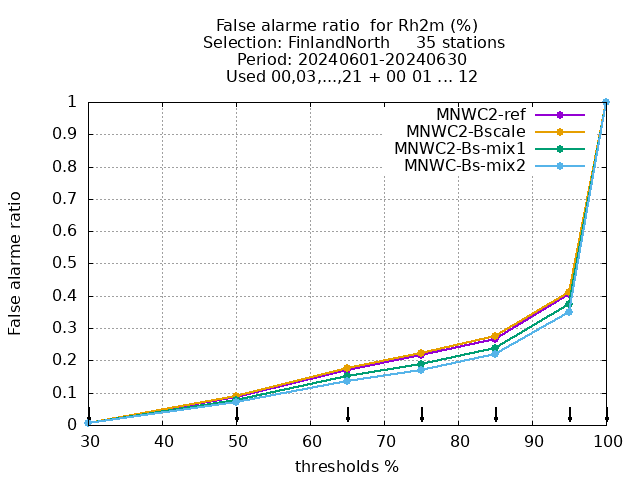 False alarme ratio  for Rh2m (%)
Selection: FinlandNorth     35 stations
Period: 20240601-20240630
Used 00,03,...,21 + 00 01 ... 12
MNWC2-ref
MNWC2-Bscale
MNWC2-Bs-mix1
MNWC-Bs-mix2
False alarme ratio
1
0.9
0.8
0.7
0.6
0.5
0.4
0.3
0.2
0.1
0
30 40 50 60 70 80 90 100
thresholds %